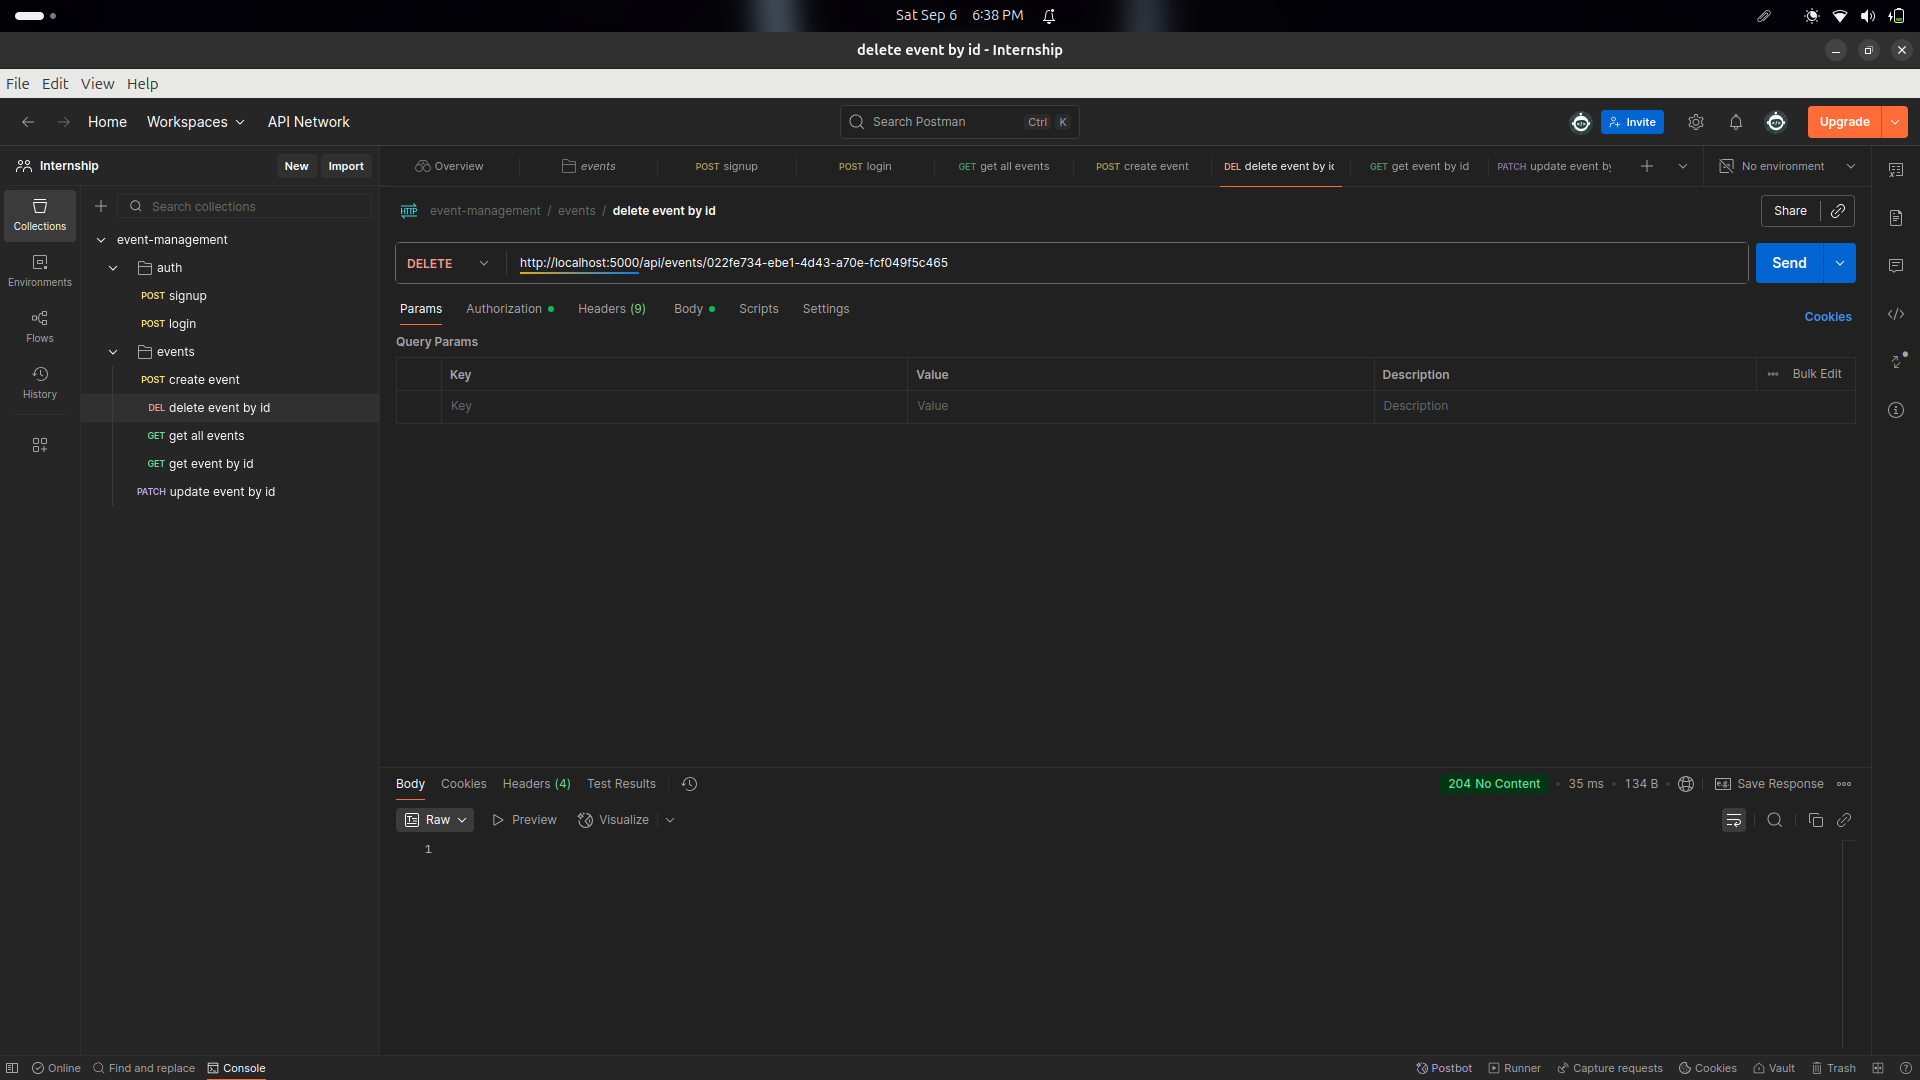 Sat Sep 6 6:38 PM
delete event by id - Internship
File Edit View Help
Home Workspaces API Network
Search Postman Ctrl K
Invite
Upgrade
Internship New Import
Overview events POST signup POST login GET get all events POST create event DEL delete event by id GET get event by id PATCH update event by
No environment
Search collections
Collections
Environments
Flows
History
event-management
auth
POST signup
POST login
events
POST create event
DEL delete event by id
GET get all events
GET get event by id
PATCH update event by id
HTTP event-management / events / delete event by id
Share
DELETE http://localhost:5000/api/events/022fe734-ebe1-4d43-a70e-fcf049f5c465
Send
Params Authorization Headers (9) Body Scripts Settings
Cookies
Query Params
Key Value Description Bulk Edit
Key Value Description
Body Cookies Headers (4) Test Results
204 No Content 35 ms 134 B e.g. Save Response
Raw Preview Visualize
1
Online Find and replace Console
Postbot Runner Capture requests Cookies Vault Trash